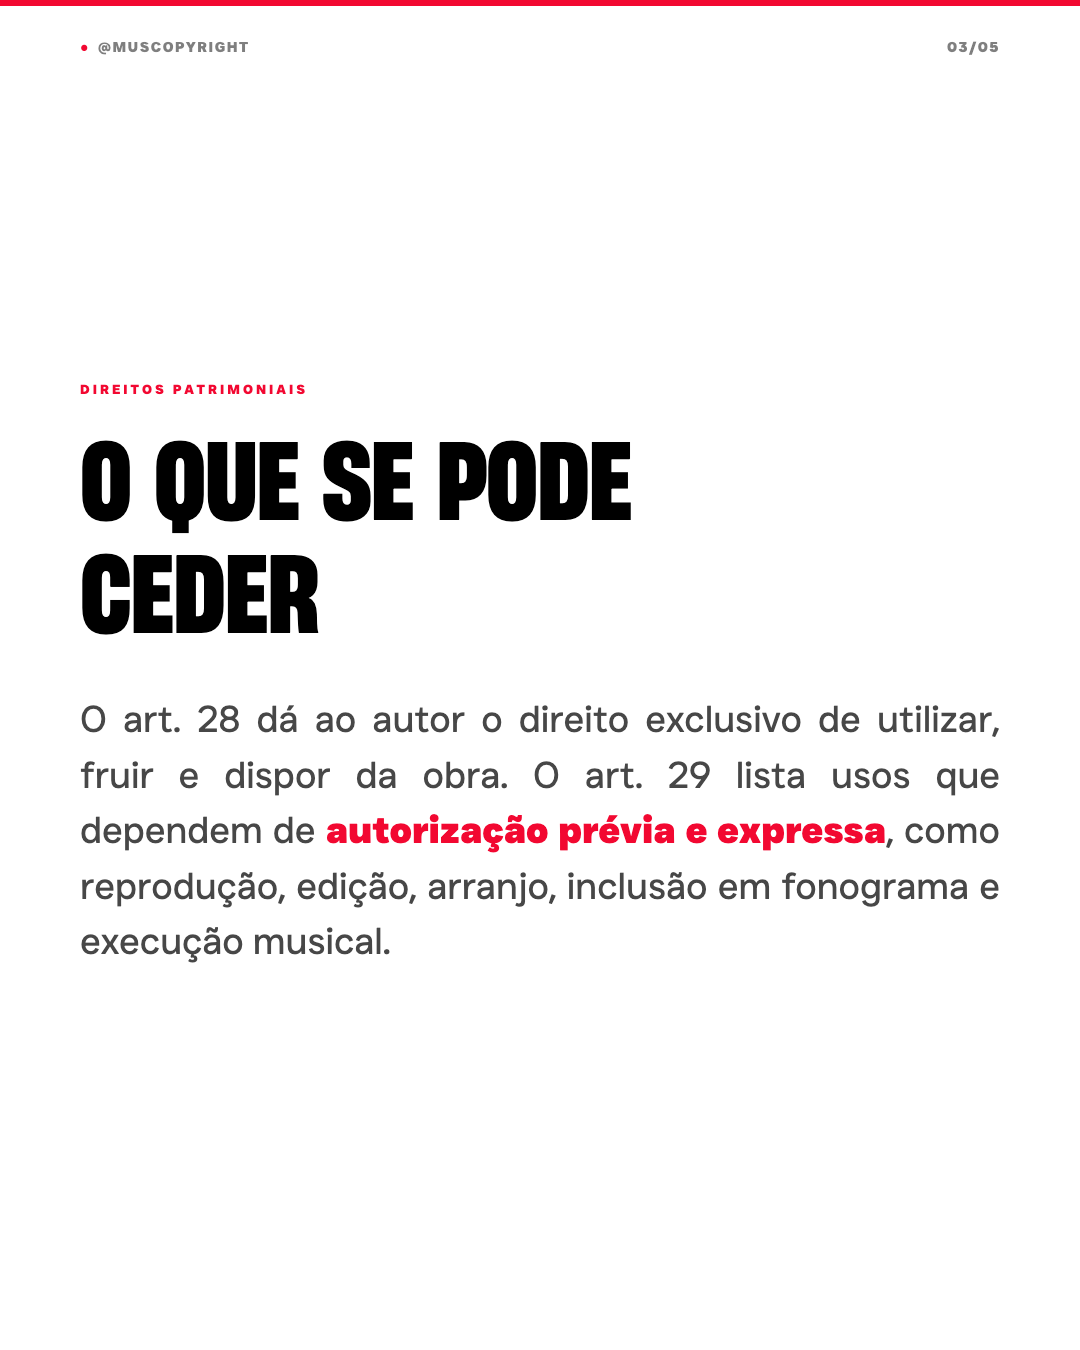 • @MUSCOPYRIGHT
03/05
DIREITOS PATRIMONIAIS
O QUE SE PODE
CEDER
O art. 28 dá ao autor o direito exclusivo de utilizar,
fruir e dispor da obra. O art. 29 lista usos que
dependem de autorização prévia e expressa, como
reprodução, edição, arranjo, inclusão em fonograma e
execução musical.